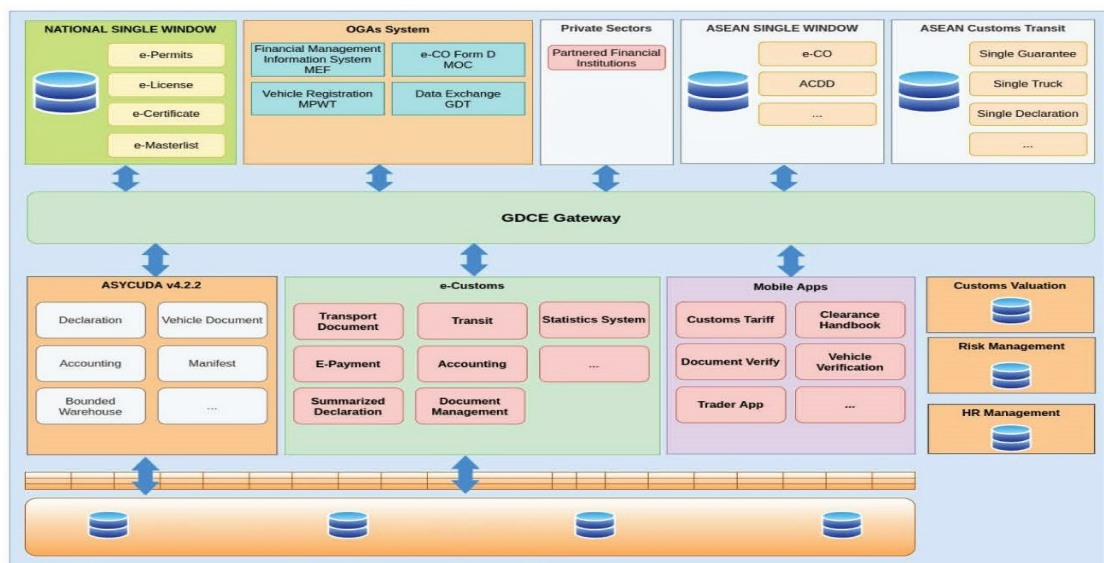 NATIONAL SINGLE WINDOW
e-Permits
e-License
e-Certificate
e-Masterlist
OGAs System
Financial Management
Information System
MEF
e-CO Form D
MOC
Vehicle Registration
MPWT
Data Exchange
GDT
Private Sectors
Partnered Financial
Institutions
ASEAN SINGLE WINDOW
e-CO
ACDD
...
ASEAN Customs Transit
Single Guarantee
Single Truck
Single Declaration
...
GDCE Gateway
ASYCUDA v4.2.2
Declaration
Vehicle Document
Accounting
Manifest
Bounded
Warehouse
...
e-Customs
Transport
Document
Transit
Statistics System
E-Payment
Accounting
...
Summarized
Declaration
Document
Management
Mobile Apps
Customs Tariff
Clearance
Handbook
Document Verify
Vehicle
Verification
Trader App
...
Customs Valuation
Risk Management
HR Management